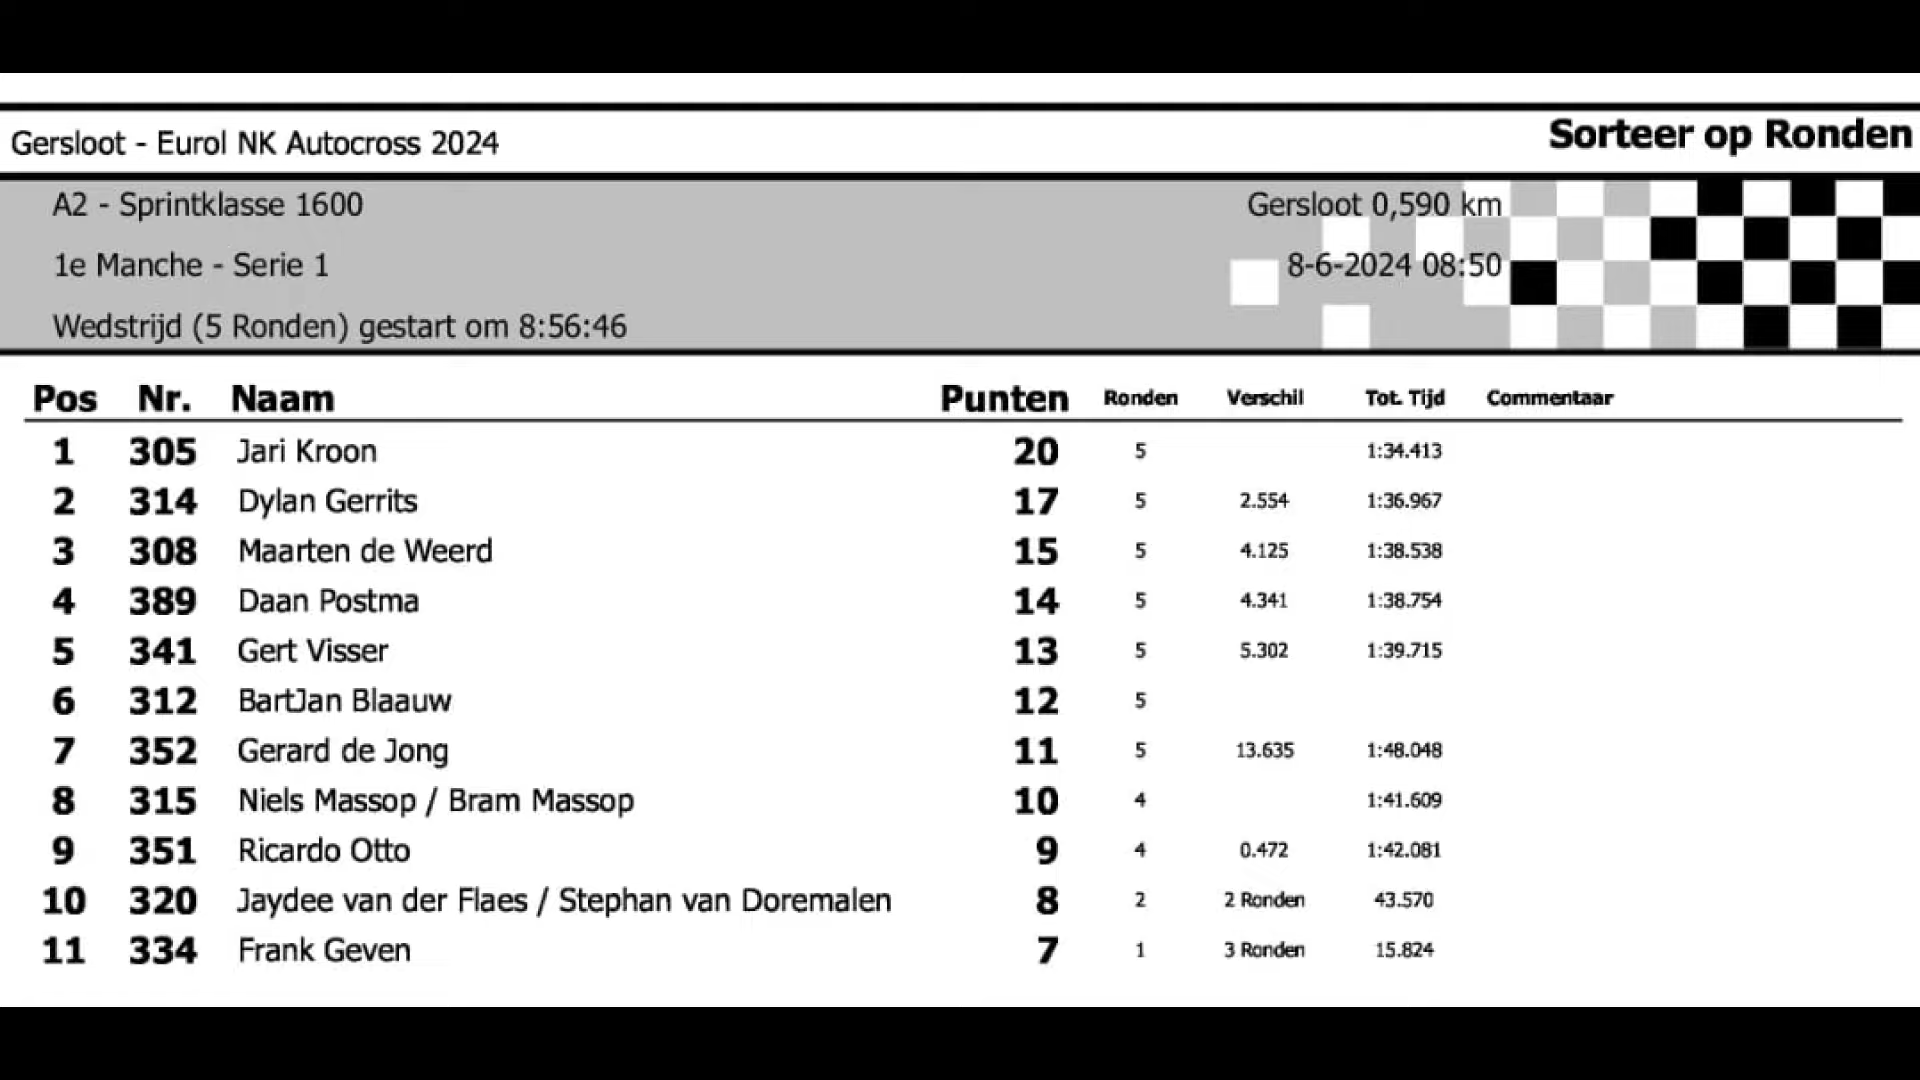 Gersloot - Eurol NK Autocross 2024
Sorteer op Ronden
A2 - Sprintklasse 1600
Gersloot 0,590 km
1e Manche - Serie 1
8-6-2024 08:50
Wedstrijd (5 Ronden) gestart om 8:56:46
Pos Nr. Naam Punten Ronden Verschil Tot. Tijd Commentaar
1 305 Jari Kroon 20 5 1:34.413
2 314 Dylan Gerrits 17 5 2.554 1:36.967
3 308 Maarten de Weerd 15 5 4.125 1:38.538
4 389 Daan Postma 14 5 4.341 1:38.754
5 341 Gert Visser 13 5 5.302 1:39.715
6 312 BartJan Blaauw 12 5
7 352 Gerard de Jong 11 5 13.635 1:48.048
8 315 Niels Massop / Bram Massop 10 4 1:41.609
9 351 Ricardo Otto 9 4 0.472 1:42.081
10 320 Jaydee van der Flaes / Stephan van Doremalen 8 2 2 Ronden 43.570
11 334 Frank Geven 7 1 3 Ronden 15.824